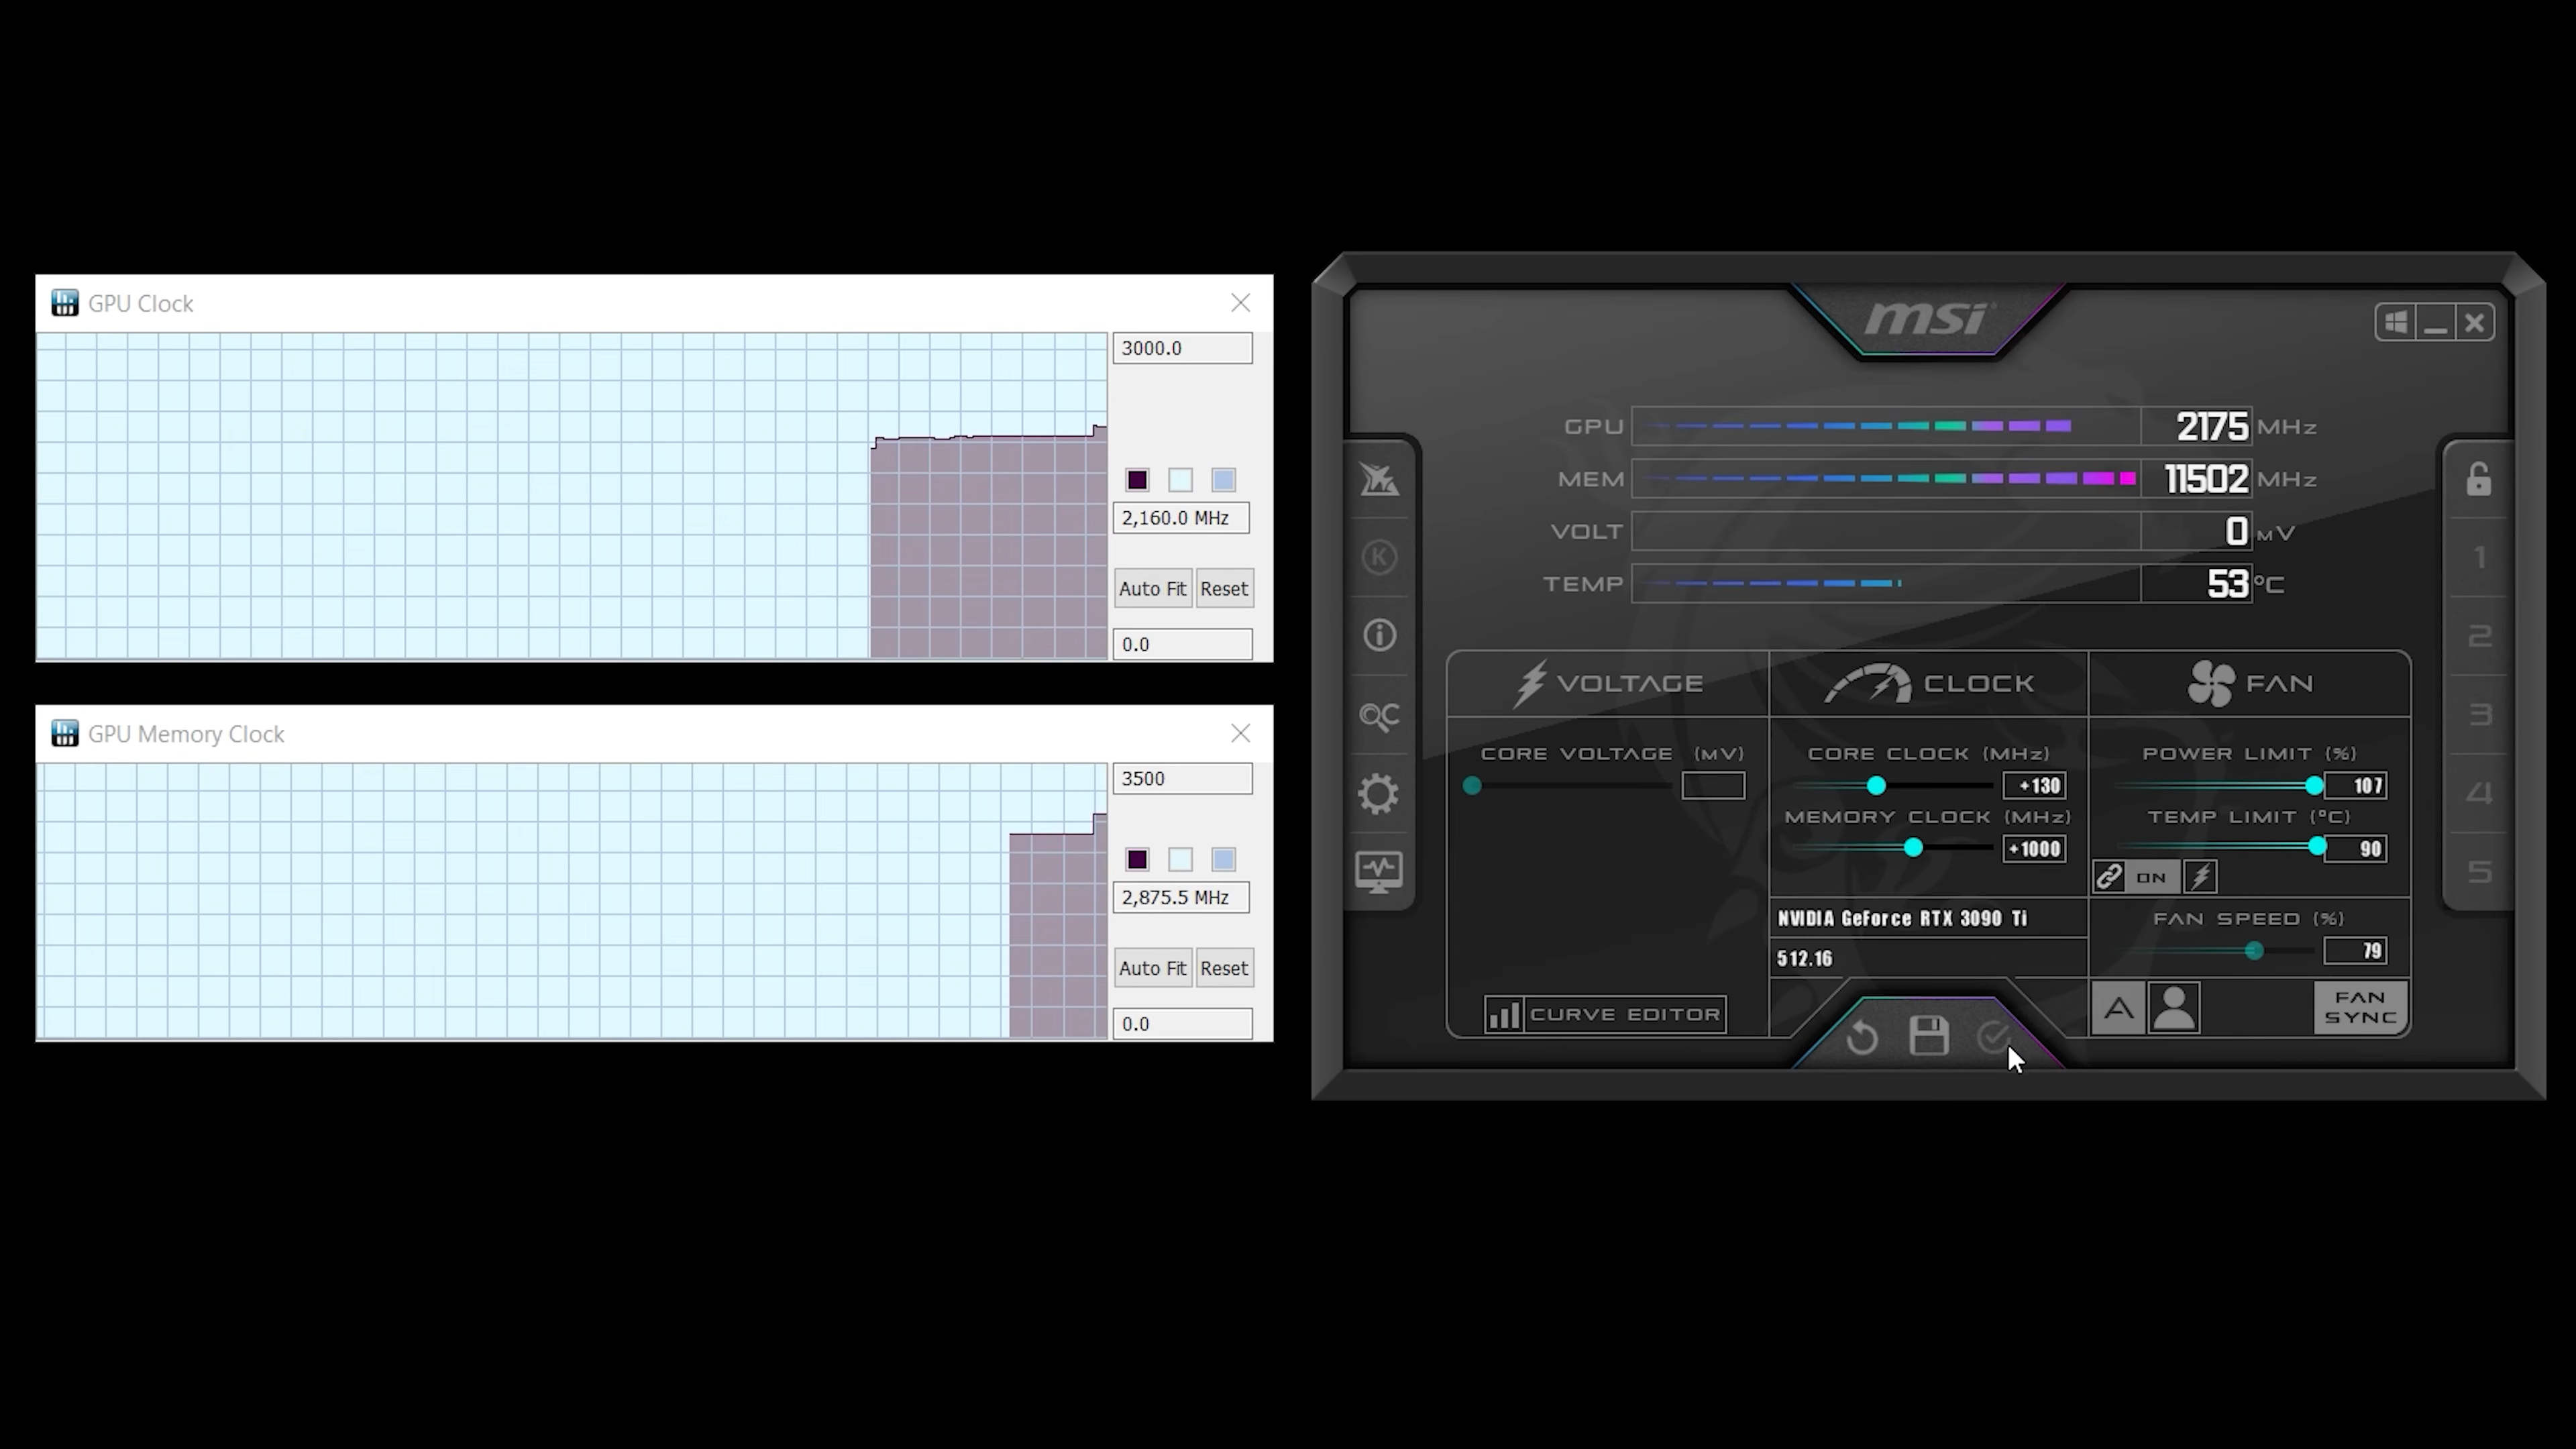 GPU Clock
3000.0
2,160.0 MHz
Auto Fit Reset
0.0
GPU Memory Clock
3500
2,875.5 MHz
Auto Fit Reset
0.0
msi
GPU 2175 MHz
MEM 11502 MHz
VOLT 0 MV
TEMP 53 °C
K
i
C
VOLTAGE
CORE VOLTAGE (MV)
CURVE EDITOR
CLOCK
CORE CLOCK (MHz)
+130
MEMORY CLOCK (MHz)
+1000
NVIDIA GeForce RTX 3090 Ti
512.16
FAN
POWER LIMIT (%)
107
TEMP LIMIT (°C)
90
ON
FAN SPEED (%)
79
A
FAN
SYNC
1
2
3
4
5